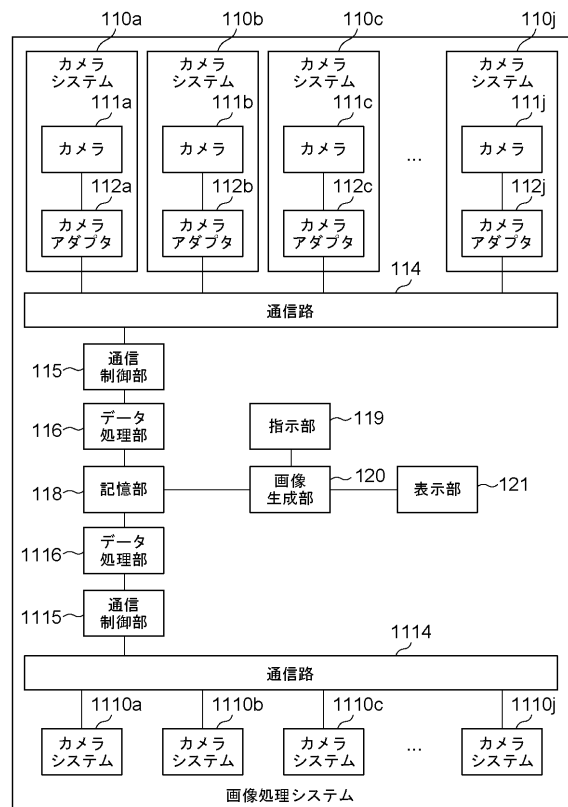 110a
110b
110c
110j
カメラ
システム
カメラ
システム
カメラ
システム
カメラ
システム
111a
111b
111c
111j
カメラ
カメラ
カメラ
...
カメラ
112a
112b
112c
112j
カメラ
アダプタ
カメラ
アダプタ
カメラ
アダプタ
カメラ
アダプタ
114
通信路
115
通信
制御部
116
データ
処理部
指示部
119
118
記憶部
画像
生成部
120
表示部
121
1116
データ
処理部
1115
通信
制御部
1114
通信路
1110a
1110b
1110c
1110j
カメラ
システム
カメラ
システム
カメラ
システム
...
カメラ
システム
画像処理システム